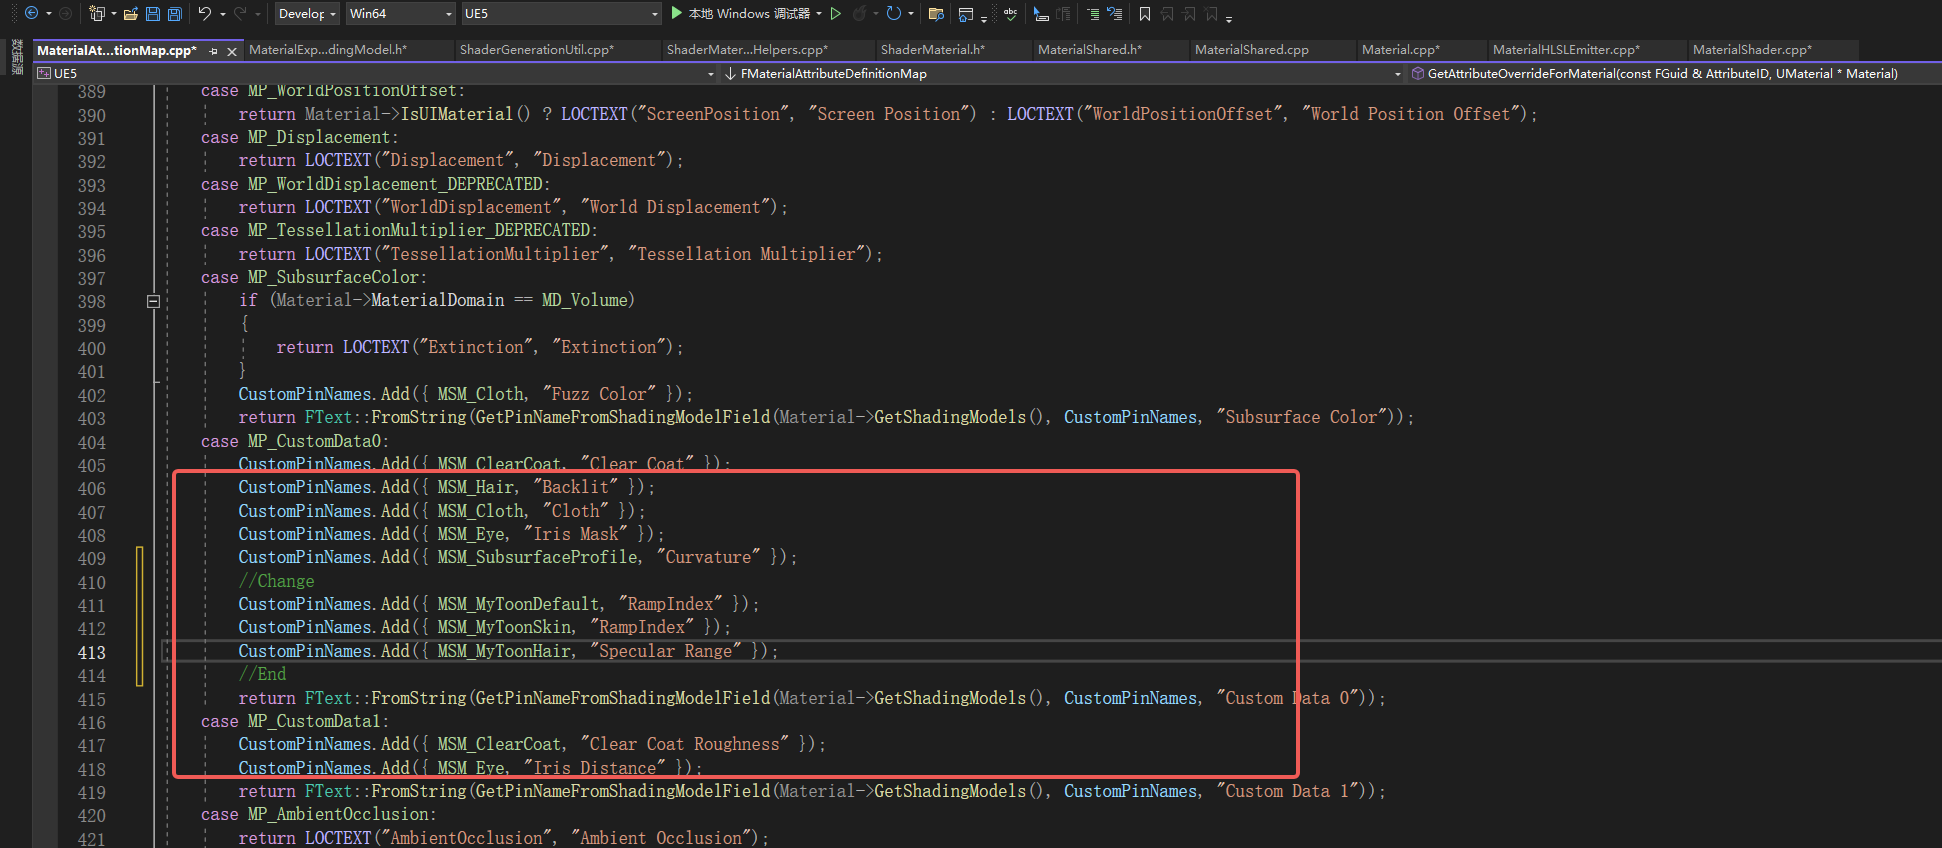 Develop Win64 UE5 本地 Windows 调试器
数据源
MaterialAt...tionMap.cpp* MaterialExp...dingModel.h* ShaderGenerationUtil.cpp* ShaderMater...Helpers.cpp* ShaderMaterial.h* MaterialShared.h* MaterialShared.cpp Material.cpp* MaterialHLSLEmitter.cpp* MaterialShader.cpp*
UE5 FMaterialAttributeDefinitionMap GetAttributeOverrideForMaterial(const FGuid & AttributeID, UMaterial * Material)
389 case MP_WorldPositionOffset:
390 return Material->IsUIMaterial() ? LOCTEXT("ScreenPosition", "Screen Position") : LOCTEXT("WorldPositionOffset", "World Position Offset");
391 case MP_Displacement:
392 return LOCTEXT("Displacement", "Displacement");
393 case MP_WorldDisplacement_DEPRECATED:
394 return LOCTEXT("WorldDisplacement", "World Displacement");
395 case MP_TessellationMultiplier_DEPRECATED:
396 return LOCTEXT("TessellationMultiplier", "Tessellation Multiplier");
397 case MP_SubsurfaceColor:
398 if (Material->MaterialDomain == MD_Volume)
399 {
400 return LOCTEXT("Extinction", "Extinction");
401 }
402 CustomPinNames.Add({ MSM_Cloth, "Fuzz Color" });
403 return FText::FromString(GetPinNameFromShadingModelField(Material->GetShadingModels(), CustomPinNames, "Subsurface Color"));
404 case MP_CustomData0:
405 CustomPinNames.Add({ MSM_ClearCoat, "Clear Coat" });
406 CustomPinNames.Add({ MSM_Hair, "Backlit" });
407 CustomPinNames.Add({ MSM_Cloth, "Cloth" });
408 CustomPinNames.Add({ MSM_Eye, "Iris Mask" });
409 CustomPinNames.Add({ MSM_SubsurfaceProfile, "Curvature" });
410 //Change
411 CustomPinNames.Add({ MSM_MyToonDefault, "RampIndex" });
412 CustomPinNames.Add({ MSM_MyToonSkin, "RampIndex" });
413 CustomPinNames.Add({ MSM_MyToonHair, "Specular Range" });
414 //End
415 return FText::FromString(GetPinNameFromShadingModelField(Material->GetShadingModels(), CustomPinNames, "Custom Data 0"));
416 case MP_CustomData1:
417 CustomPinNames.Add({ MSM_ClearCoat, "Clear Coat Roughness" });
418 CustomPinNames.Add({ MSM_Eye, "Iris Distance" });
419 return FText::FromString(GetPinNameFromShadingModelField(Material->GetShadingModels(), CustomPinNames, "Custom Data 1"));
420 case MP_AmbientOcclusion:
421 return LOCTEXT("AmbientOcclusion", "Ambient Occlusion");